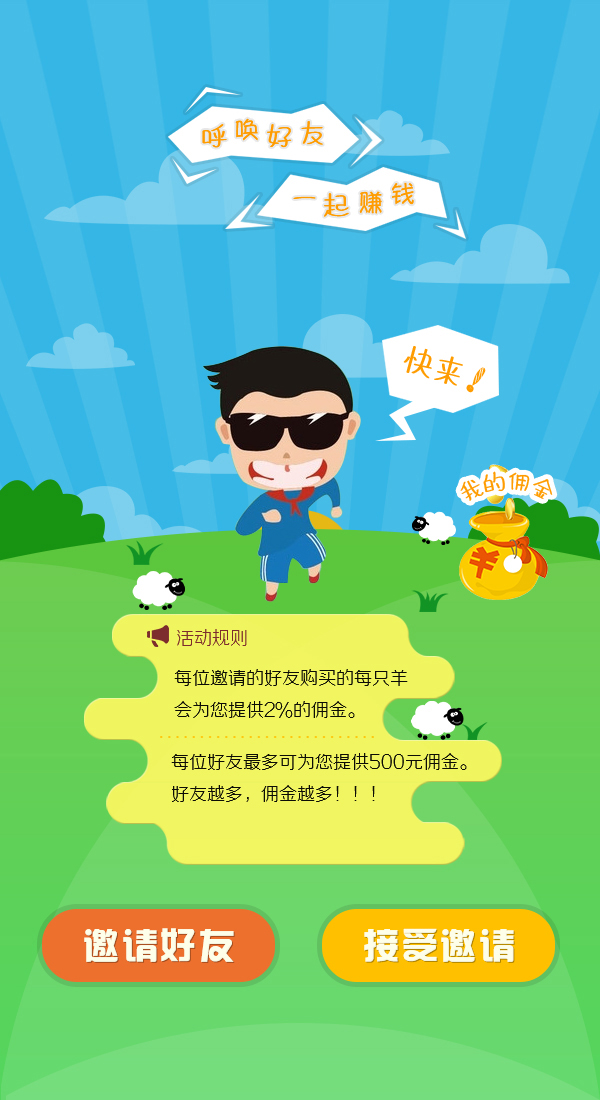 呼唤好友
一起赚钱
快来！
我的佣金
羊
活动规则
每位邀请的好友购买的每只羊
会为您提供2%的佣金。
每位好友最多可为您提供500元佣金。
好友越多，佣金越多！！！
邀请好友
接受邀请